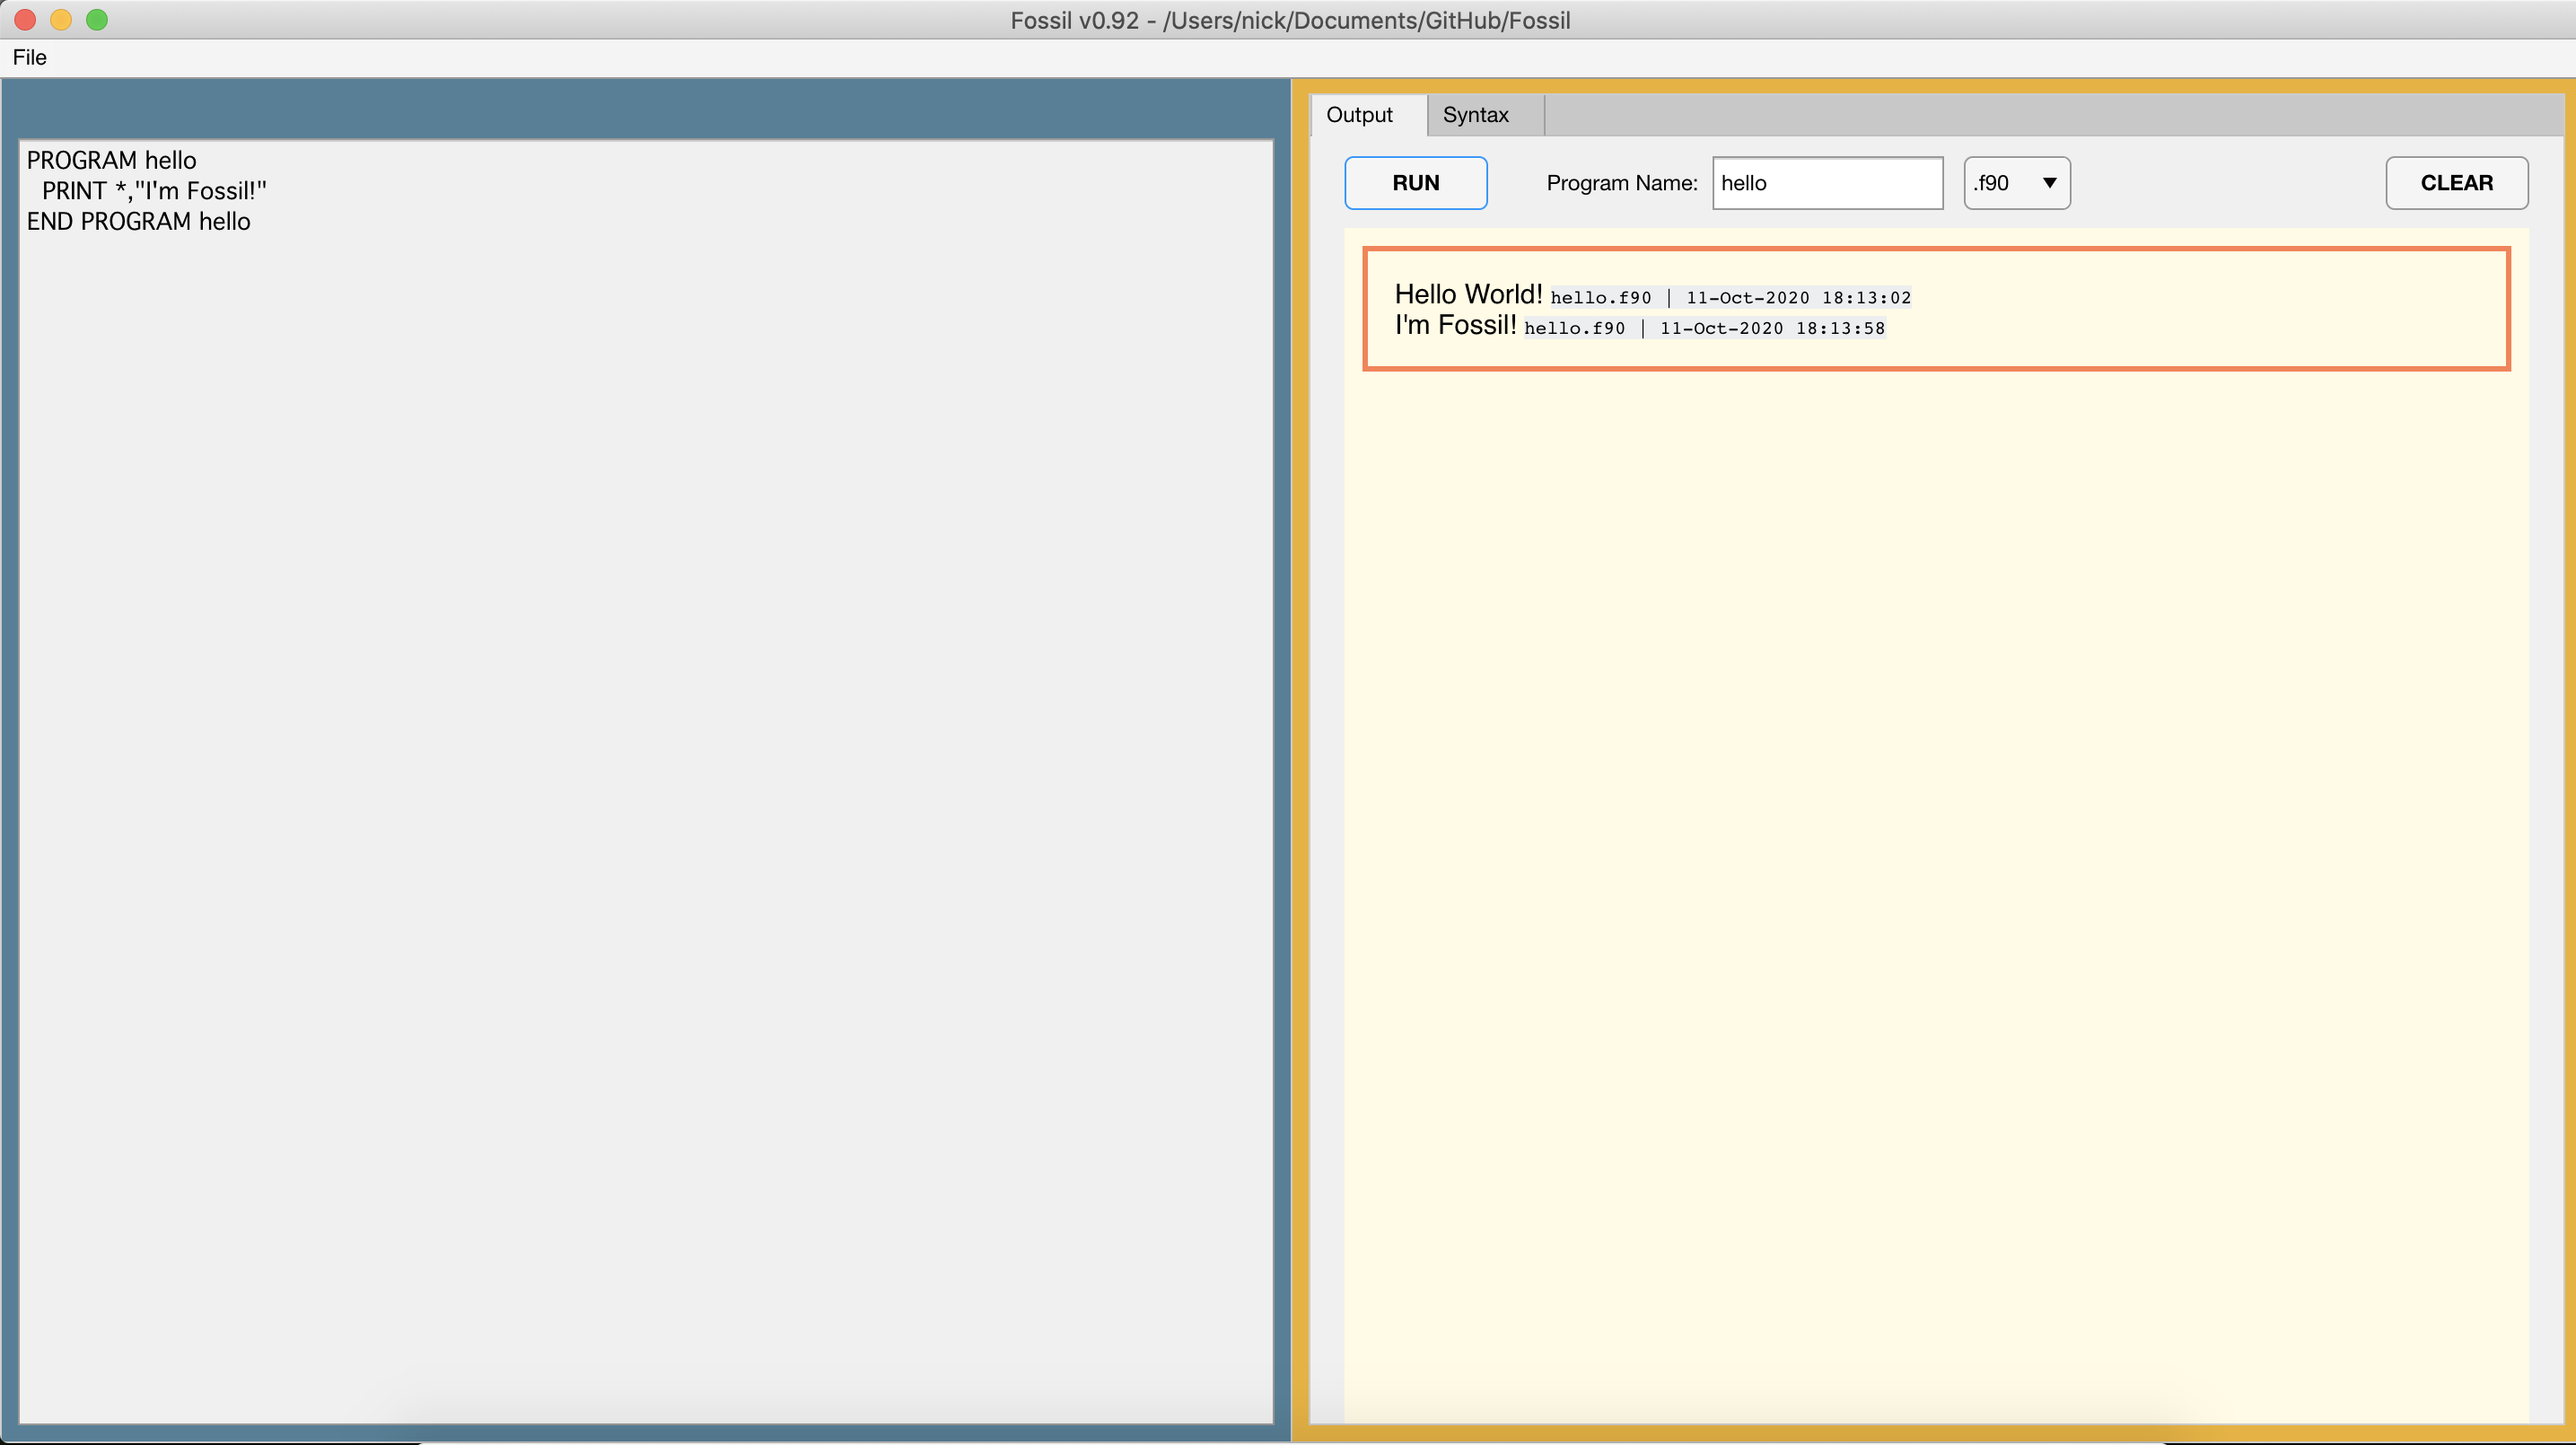 Fossil v0.92 - /Users/nick/Documents/GitHub/Fossil
File
PROGRAM hello
  PRINT *,"I'm Fossil!"
END PROGRAM hello
Output Syntax
RUN Program Name: hello .f90 CLEAR
Hello World! hello.f90 | 11-Oct-2020 18:13:02
I'm Fossil! hello.f90 | 11-Oct-2020 18:13:58